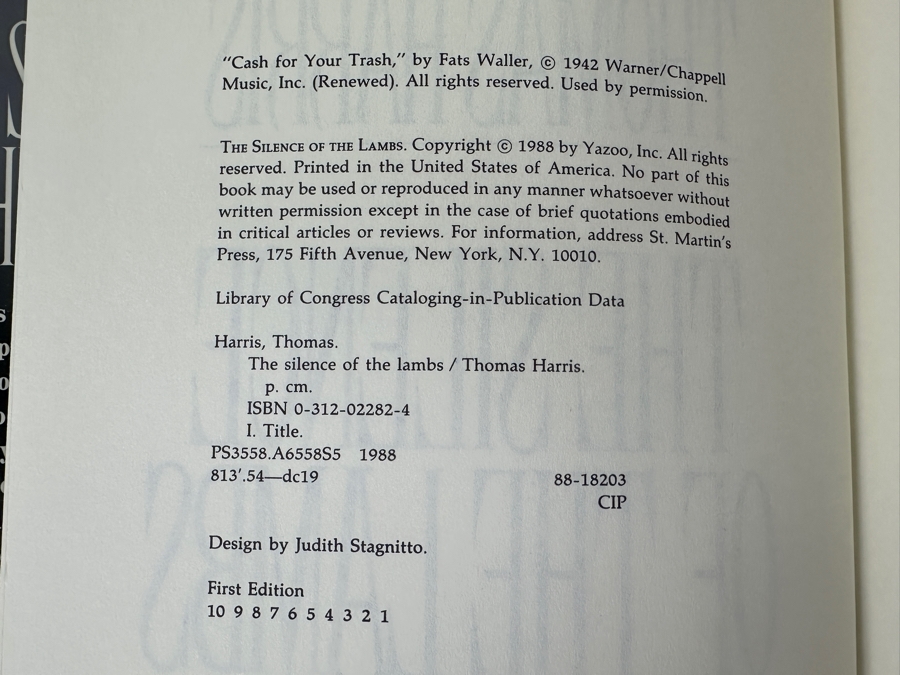 "Cash for Your Trash," by Fats Waller, © 1942 Warner/Chappell
Music, Inc. (Renewed). All rights reserved. Used by permission.
THE SILENCE OF THE LAMBS. Copyright © 1988 by Yazoo, Inc. All rights
reserved. Printed in the United States of America. No part of this
book may be used or reproduced in any manner whatsoever without
written permission except in the case of brief quotations embodied
in critical articles or reviews. For information, address St. Martin's
Press, 175 Fifth Avenue, New York, N.Y. 10010.
Library of Congress Cataloging-in-Publication Data
Harris, Thomas.
The silence of the lambs / Thomas Harris.
p. cm.
ISBN 0-312-02282-4
I. Title.
PS3558.A6558S5 1988
813'.54—dc19 88-18203
CIP
Design by Judith Stagnitto.
First Edition
10 9 8 7 6 5 4 3 2 1